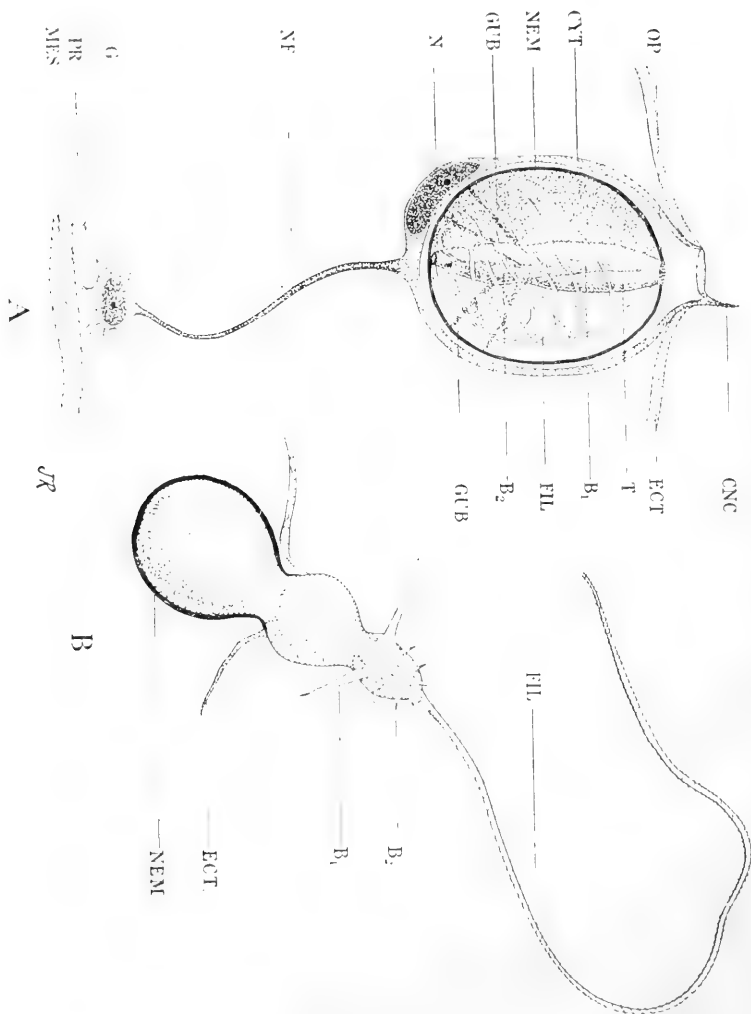 OP
CYT
NEM
GUB
N
NF
G
PR
MES
A
CNC
ECT
T
B₁
FIL
B₂
GUB
JR
B
FIL
B₂
B₁
ECT.
NEM